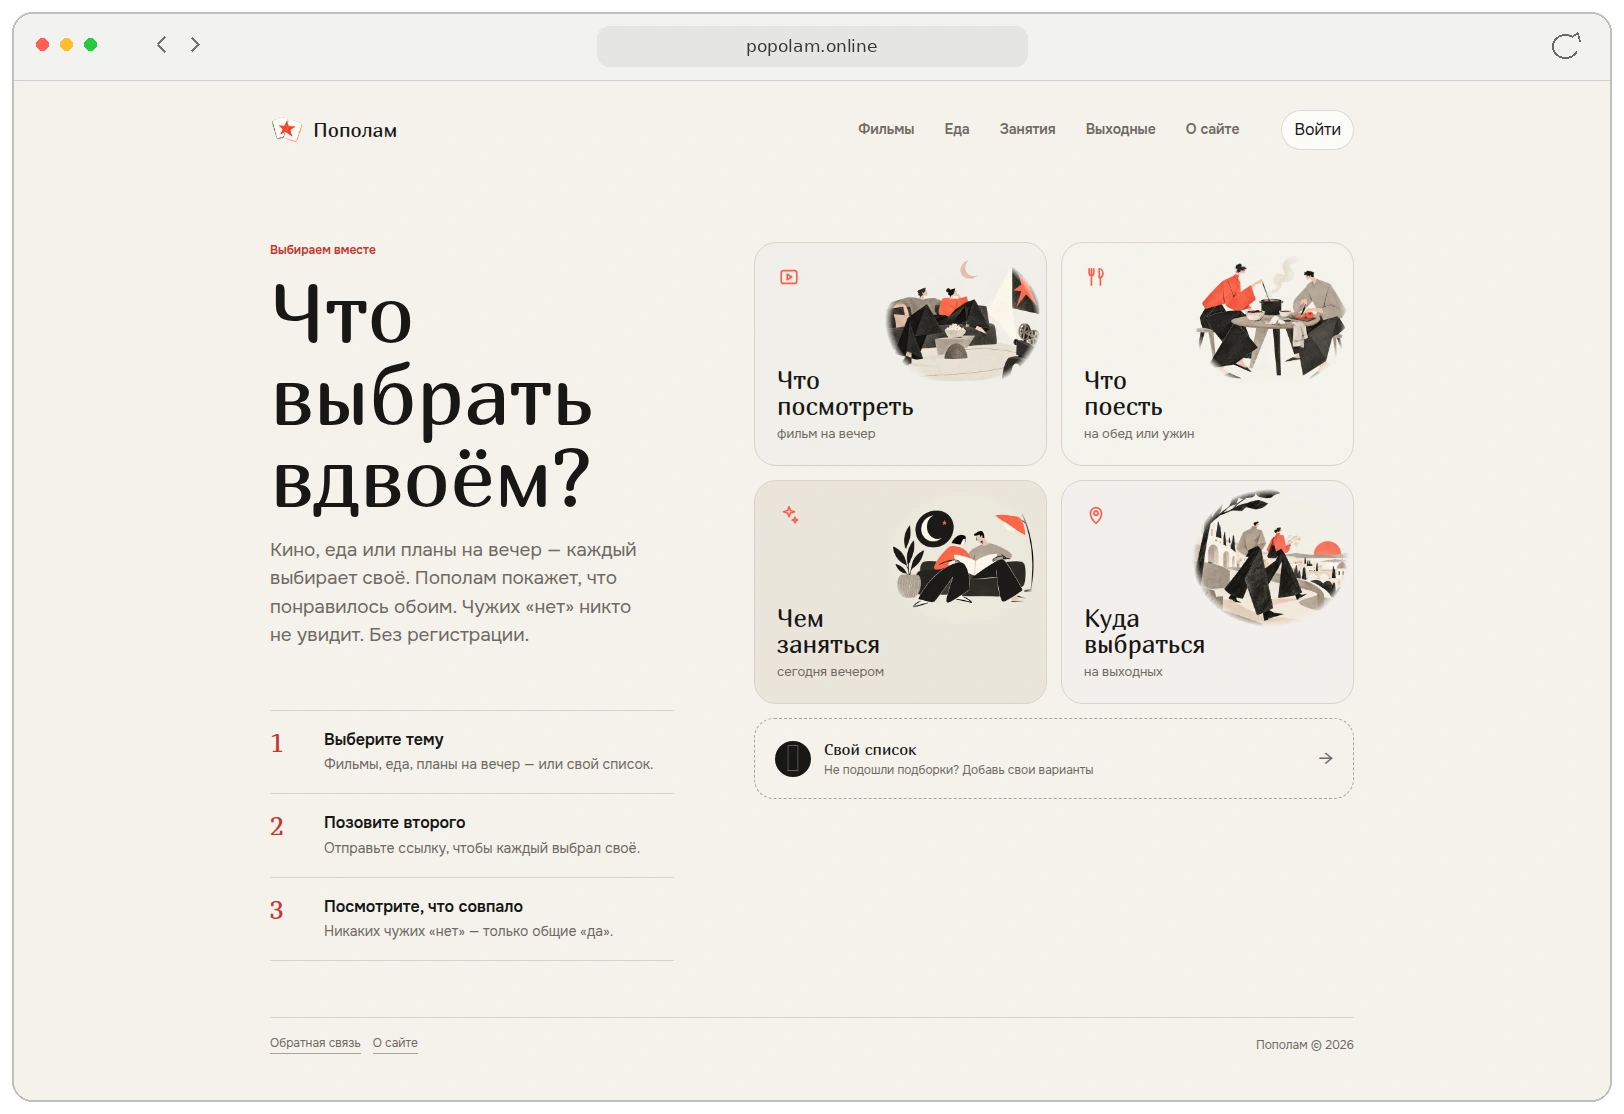 popolam.online
Пополам
Фильмы
Еда
Занятия
Выходные
О сайте
Войти
Выбираем вместе
Что
выбрать
вдвоём?
Кино, еда или планы на вечер — каждый
выбирает своё. Пополам покажет, что
понравилось обоим. Чужих «нет» никто
не увидит. Без регистрации.
1
Выберите тему
Фильмы, еда, планы на вечер — или свой список.
2
Позовите второго
Отправьте ссылку, чтобы каждый выбрал своё.
3
Посмотрите, что совпало
Никаких чужих «нет» — только общие «да».
Что
посмотреть
фильм на вечер
Что
поесть
на обед или ужин
Чем
заняться
сегодня вечером
Куда
выбраться
на выходных
Свой список
Не подошли подборки? Добавь свои варианты
Обратная связь
О сайте
Пополам © 2026